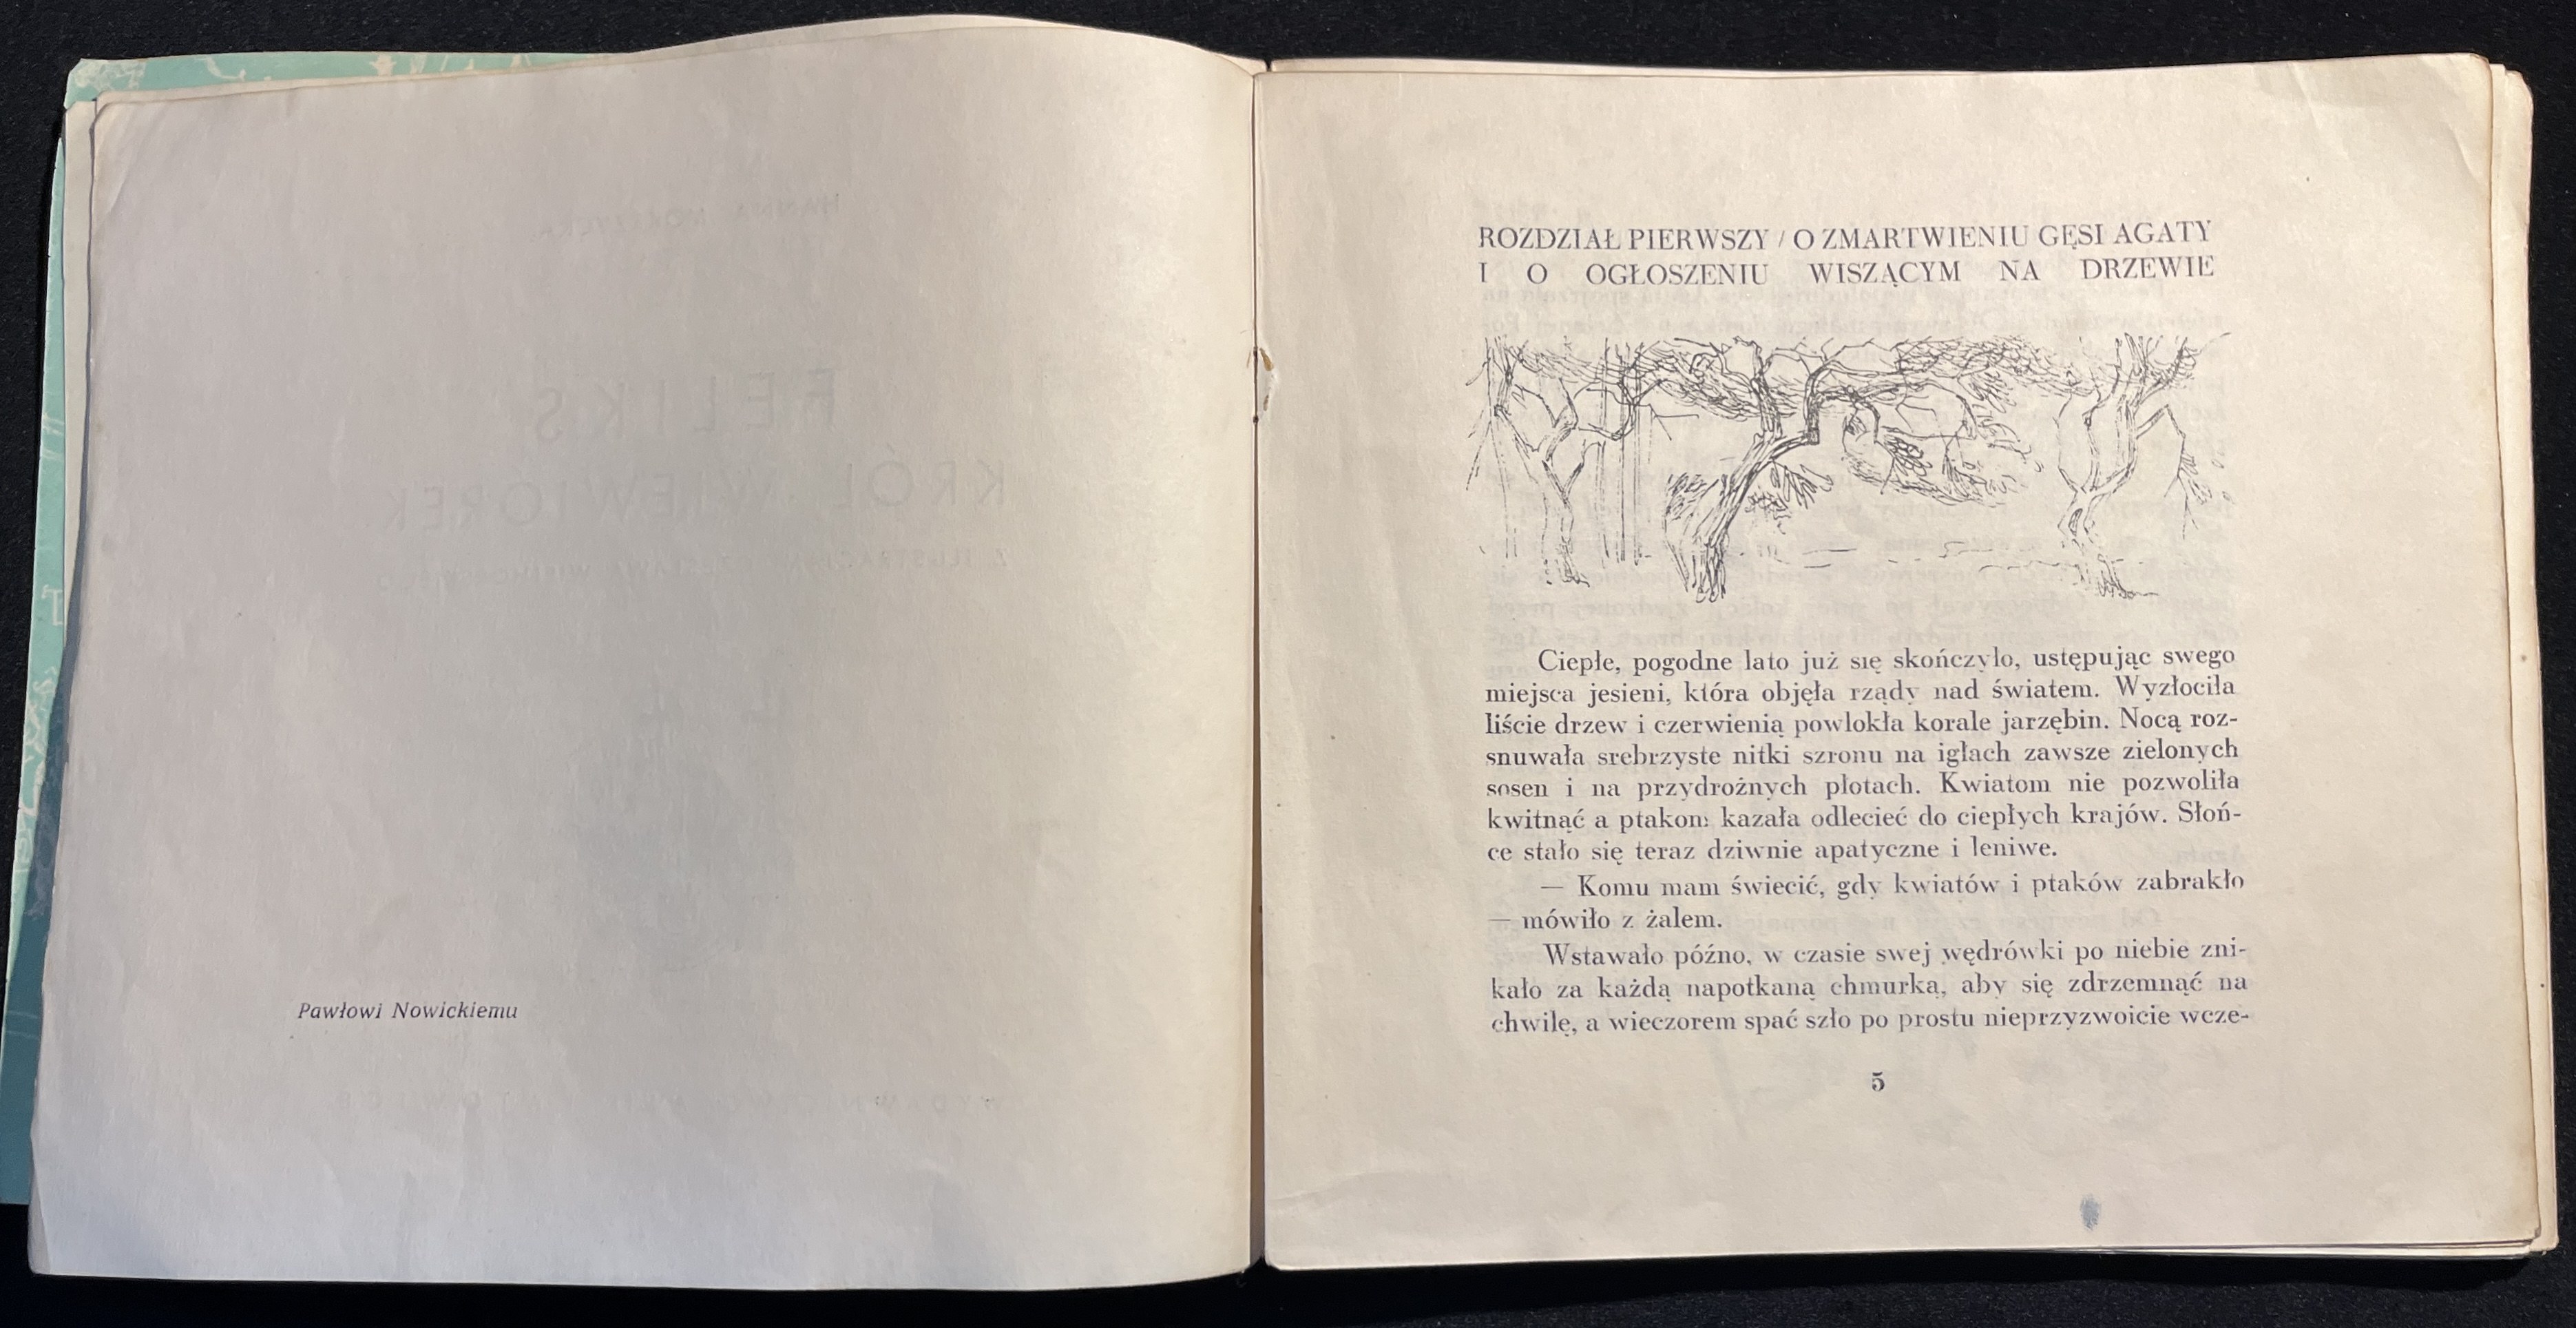 Pawłowi Nowickiemu
ROZDZIAŁ PIERWSZY / O ZMARTWIENIU GĘSI AGATY
I O OGŁOSZENIU WISZĄCYM NA DRZEWIE
Ciepłe, pogodne lato już się skończyło, ustępując swego
miejsca jesieni, która objęła rządy nad światem. Wyzłociła
liście drzew i czerwienią powlokła korale jarzębin. Nocą roz-
snuwała srebrzyste nitki szronu na igłach zawsze zielonych
sosen i na przydrożnych płotach. Kwiatom nie pozwoliła
kwitnąć a ptakom kazała odlecieć do ciepłych krajów. Słoń-
ce stało się teraz dziwnie apatyczne i leniwe.
— Komu mam świecić, gdy kwiatów i ptaków zabrakło
— mówiło z żalem.
Wstawało późno, w czasie swej wędrówki po niebie zni-
kało za każdą napotkaną chmurką, aby się zdrzemnąć na
chwilę, a wieczorem spać szło po prostu nieprzyzwoicie wcze-
5
FELIKS
KRÓL WIEWIÓREK